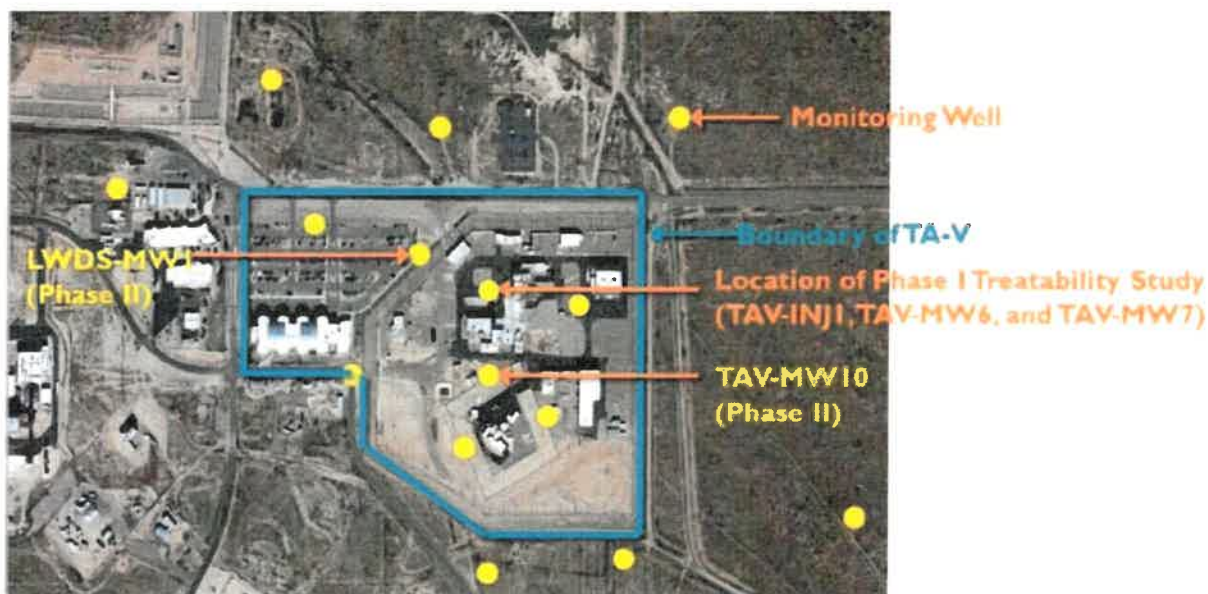 Monitoring Well
Boundary of TA-V
LWDS-MW1
(Phase II)
Location of Phase I Treatability Study
(TAV-INJ1, TAV-MW6, and TAV-MW7)
TAV-MW10
(Phase II)